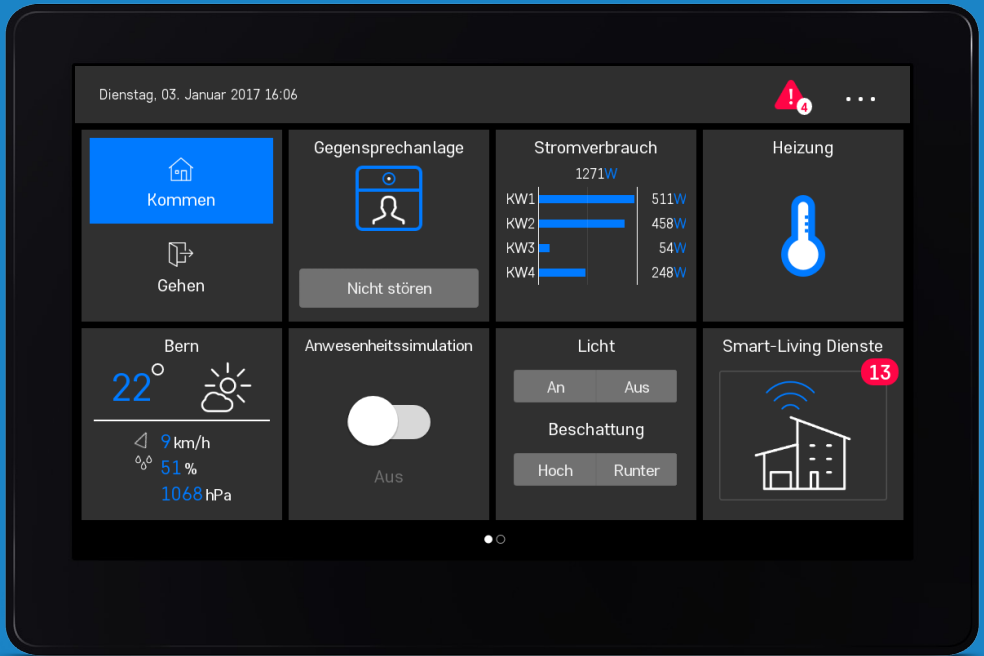 Dienstag, 03. Januar 2017 16:06
!
4
Kommen
Gehen
Gegensprechanlage
Nicht stören
Stromverbrauch
1271W
KW1 511W
KW2 458W
KW3 54W
KW4 248W
Heizung
Bern
22°
9 km/h
51 %
1068 hPa
Anwesenheitssimulation
Aus
Licht
An Aus
Beschattung
Hoch Runter
Smart-Living Dienste
13